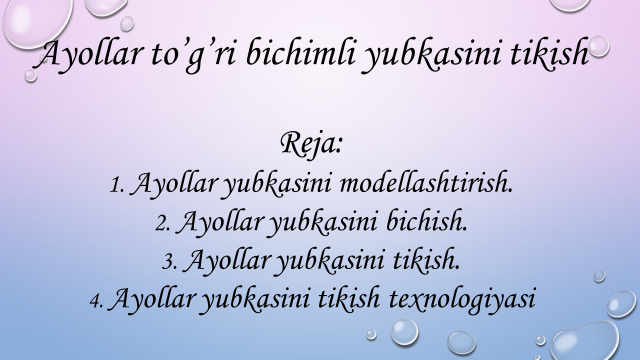 Ayollar to’g’ri bichimli yubkasini tikish
Reja:
1. Ayollar yubkasini modellashtirish.
2. Ayollar yubkasini bichish.
3. Ayollar yubkasini tikish.
4. Ayollar yubkasini tikish texnologiyasi